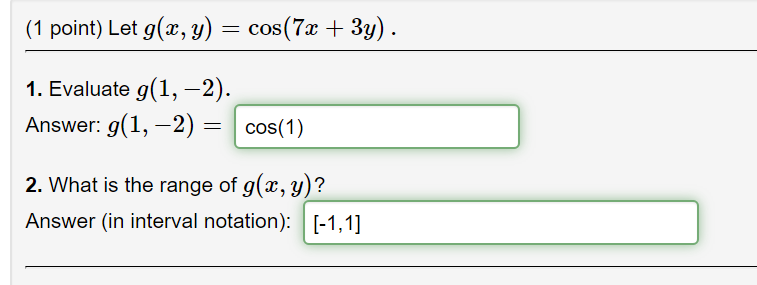 (1 point) Let g(x, y) = cos(7x + 3y) .
1. Evaluate g(1, −2).
Answer: g(1, −2) = cos(1)
2. What is the range of g(x, y)?
Answer (in interval notation): [-1,1]